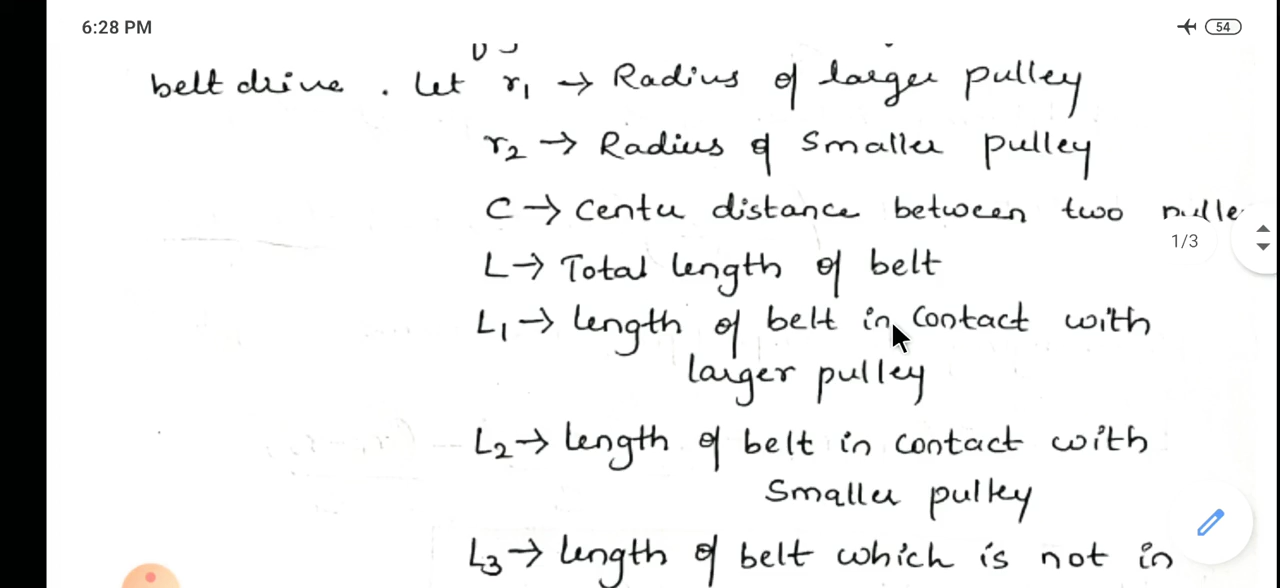 6:28 PM
54
belt drive . Let r1 → Radius of larger pulley
r2 → Radius of Smaller pulley
C → Center distance between two
1/3
L → Total length of belt
L1 → length of belt in contact with
larger pulley
L2 → length of belt in contact with
Smaller pulley
L3 → length of belt which is not in